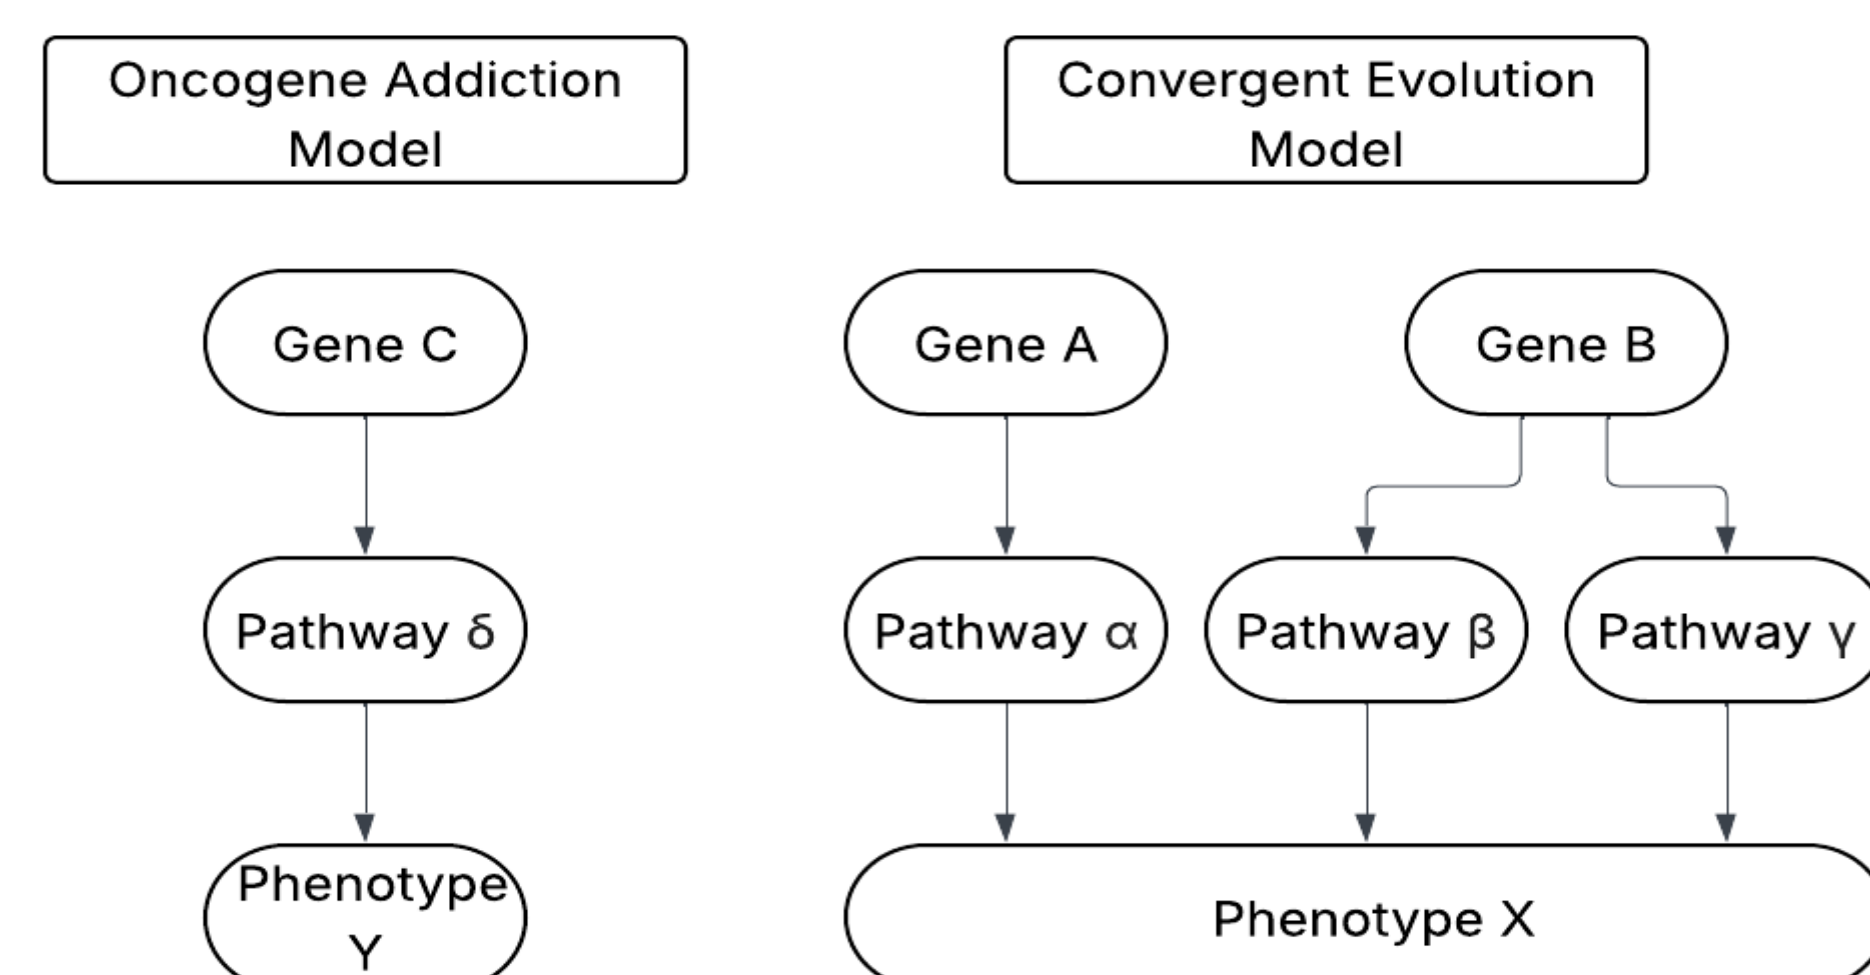 Oncogene Addiction
Model
Convergent Evolution
Model
Gene C
Gene A
Gene B
Pathway δ
Pathway α
Pathway β
Pathway γ
Phenotype
Y
Phenotype X